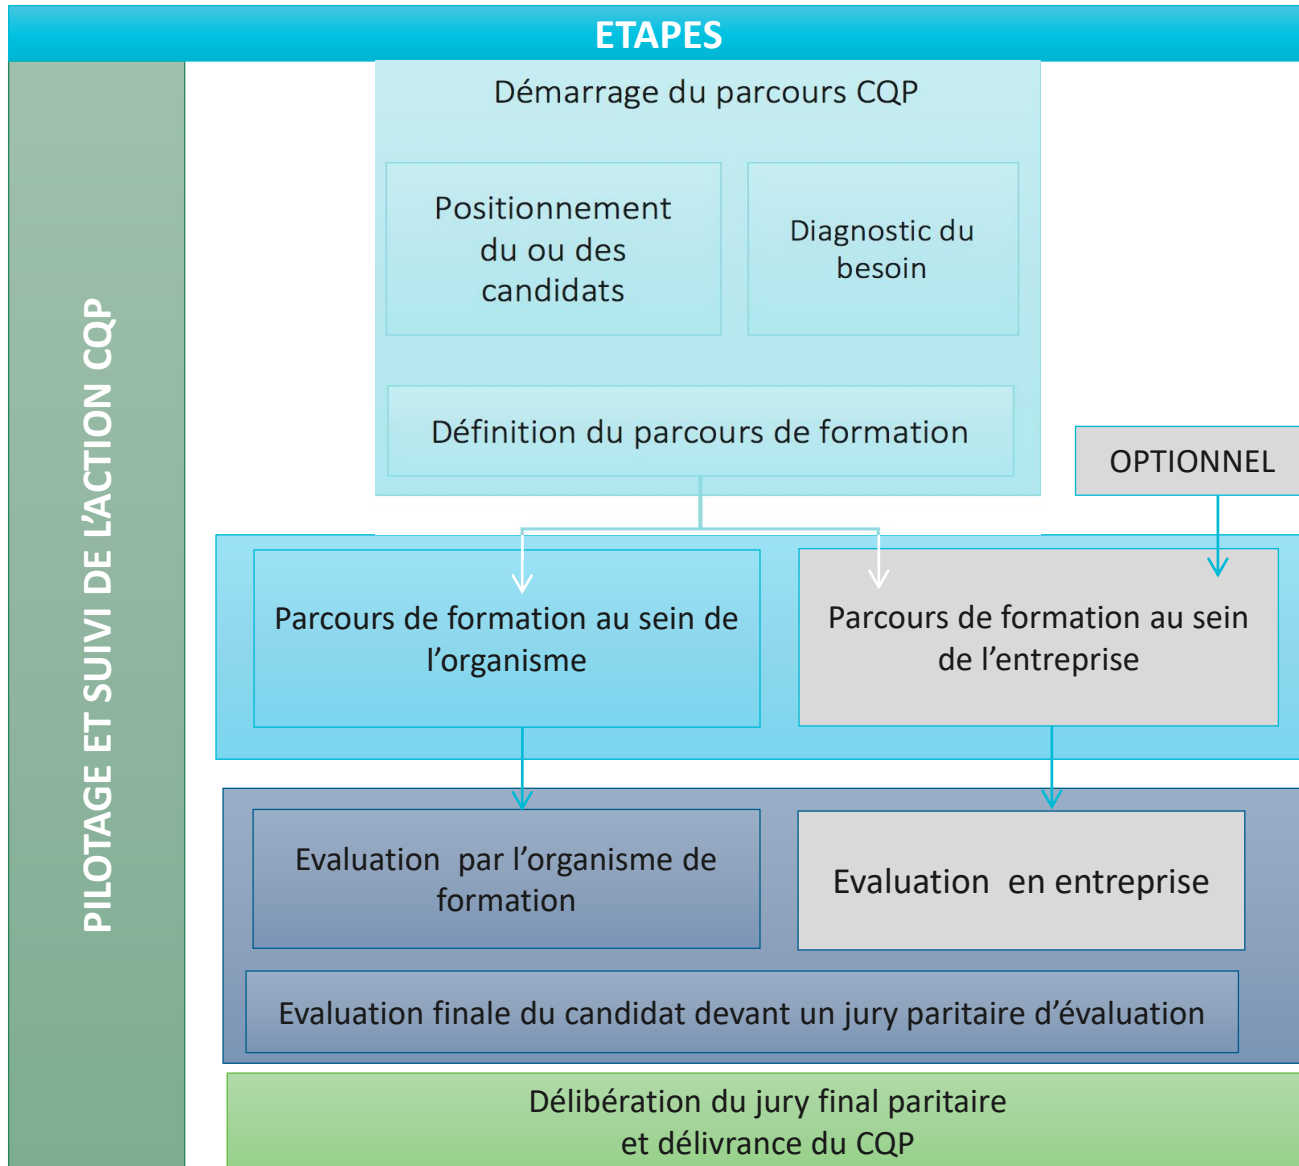 ETAPES
PILOTAGE ET SUIVI DE L’ACTION CQP
Démarrage du parcours CQP
Positionnement
du ou des
candidats
Diagnostic du
besoin
Définition du parcours de formation
OPTIONNEL
Parcours de formation au sein de
l’organisme
Parcours de formation au sein
de l’entreprise
Evaluation  par l’organisme de
formation
Evaluation  en entreprise
Evaluation finale du candidat devant un jury paritaire d’évaluation
Délibération du jury final paritaire
et délivrance du CQP